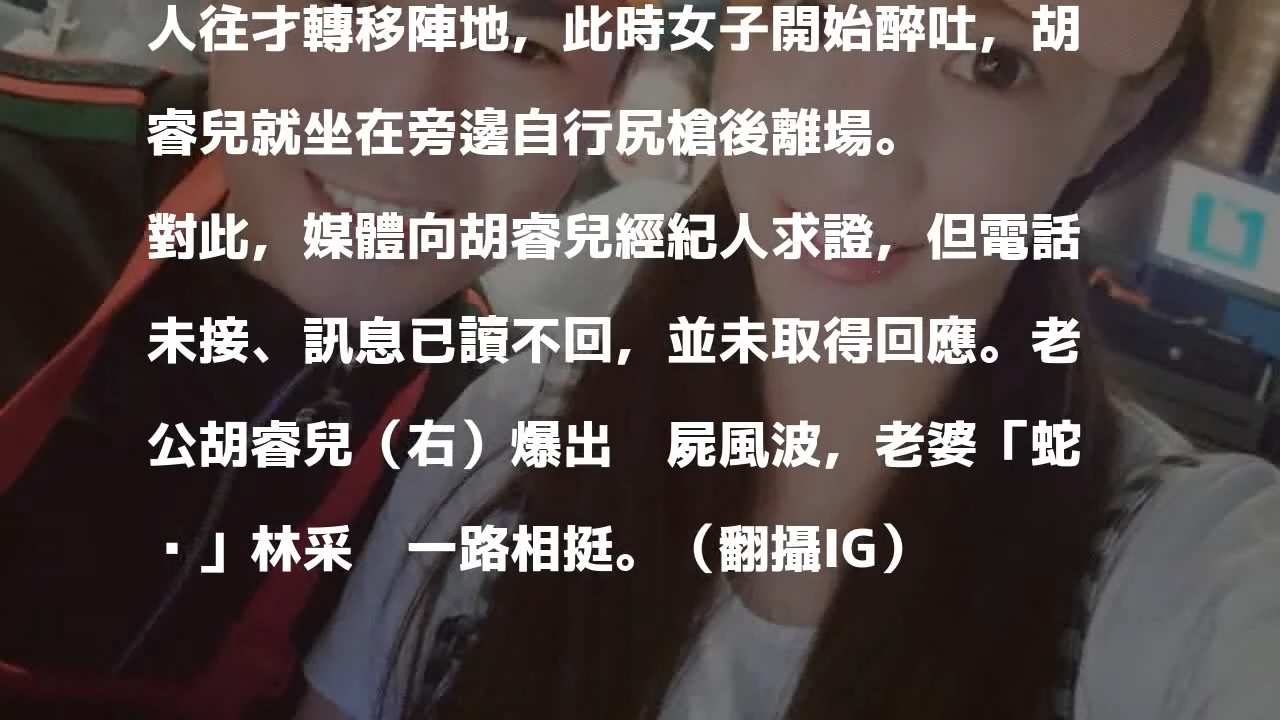 人往才轉移陣地，此時女子開始醉吐，胡
睿兒就坐在旁邊自行尻槍後離場。
對此，媒體向胡睿兒經紀人求證，但電話
未接、訊息已讀不回，並未取得回應。老
公胡睿兒（右）爆出　屍風波，老婆「蛇
▪」林采　一路相挺。（翻攝IG）